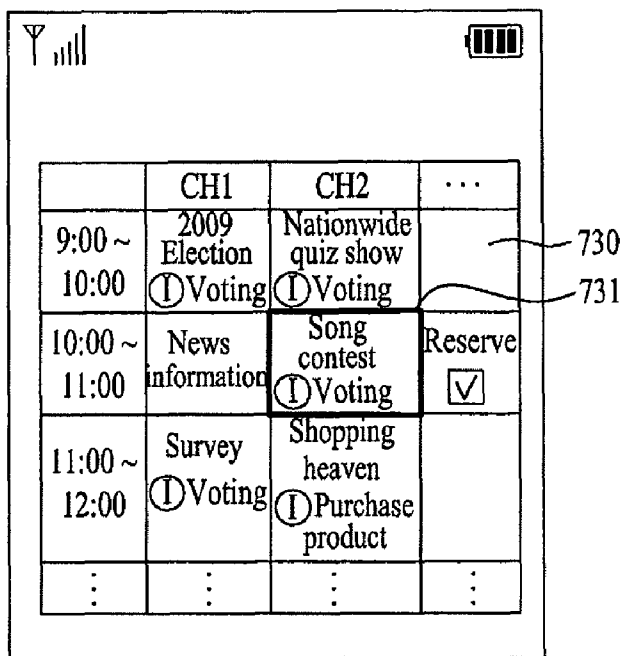 CH1 CH2 ...
9:00 ~ 10:00
2009 Election
Ⓘ Voting
Nationwide quiz show
Ⓘ Voting
730
731
10:00 ~ 11:00
News information
Song contest
Ⓘ Voting
Reserve
11:00 ~ 12:00
Survey
Ⓘ Voting
Shopping heaven
Ⓘ Purchase product